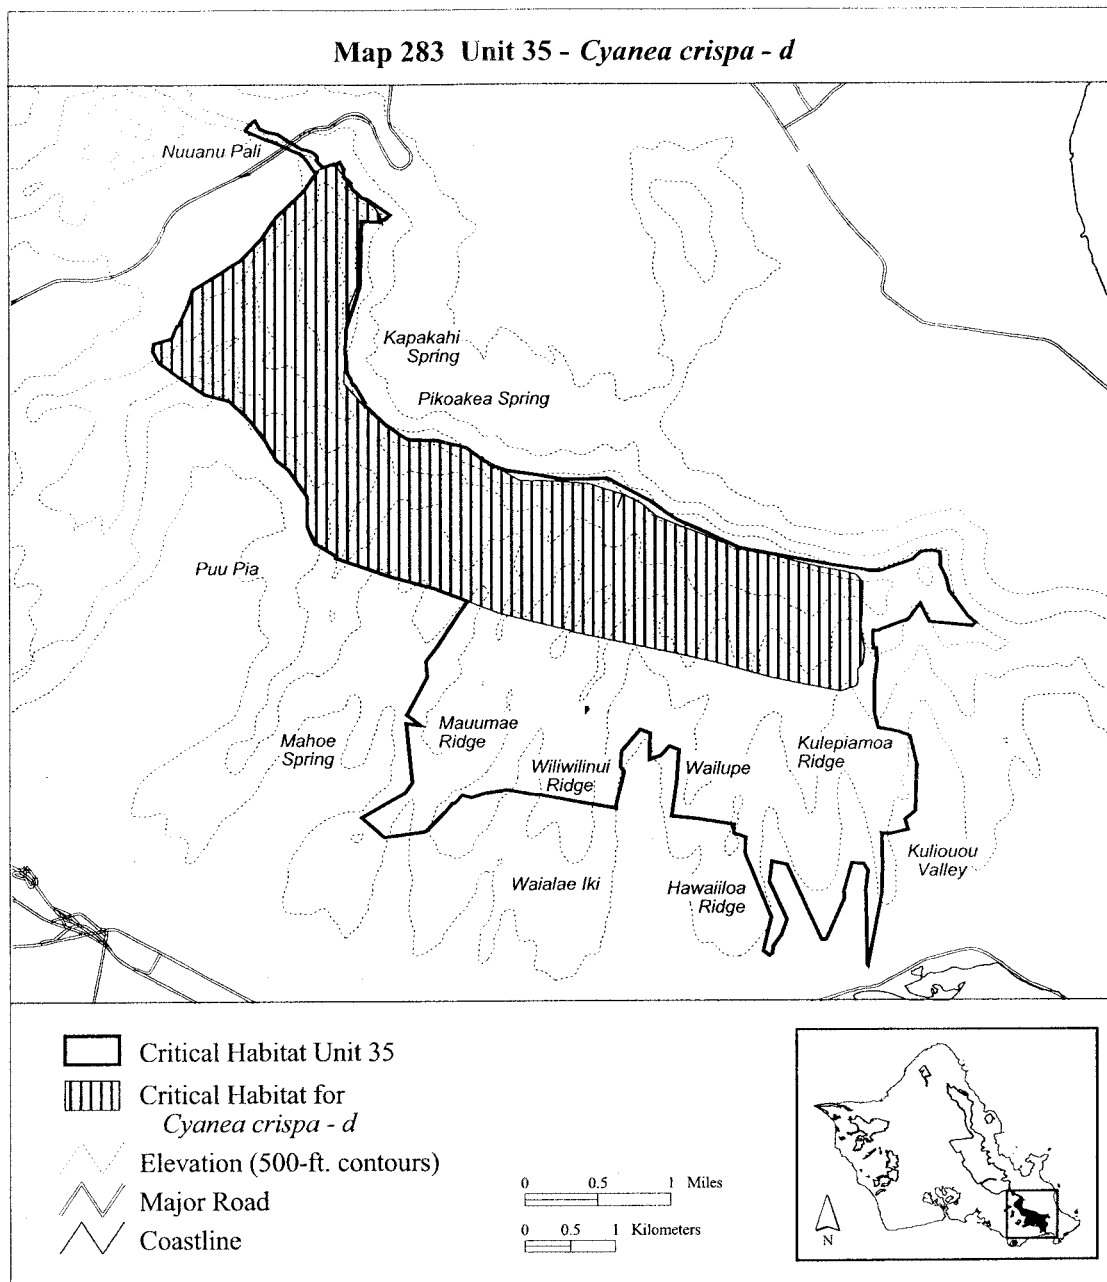 Map 283 Unit 35 - Cyanea crispa - d
Nuuanu Pali
Kapakahi
Spring
Pikoakea Spring
Puu Pia
Mahoe
Spring
Mauumae
Ridge
Wiliwilinui
Ridge
Wailupe
Kulepiamoa
Ridge
Waialae Iki
Hawaiiloa
Ridge
Kuliouou
Valley
Critical Habitat Unit 35
Critical Habitat for
Cyanea crispa - d
Elevation (500-ft. contours)
Major Road
Coastline
0 0.5 1 Miles
0 0.5 1 Kilometers
N